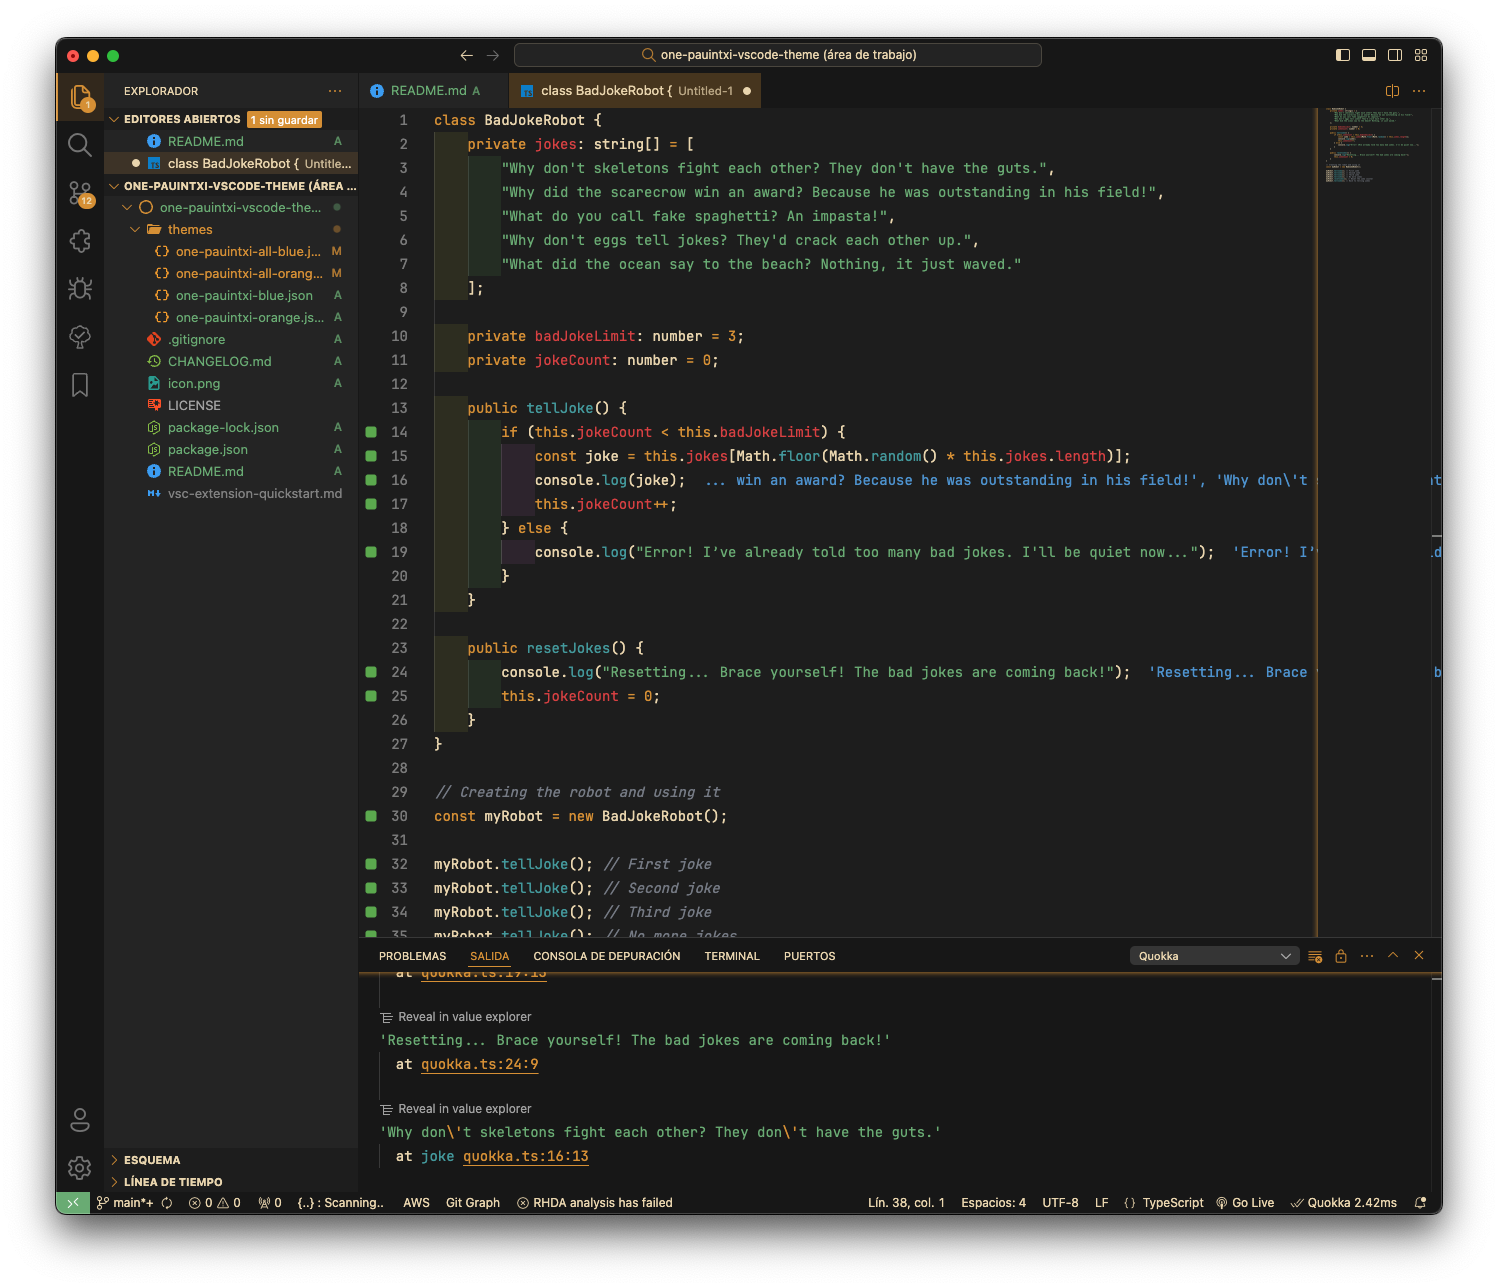 one-pauintxi-vscode-theme (área de trabajo)
EXPLORADOR
EDITORES ABIERTOS 1 sin guardar
README.md A
class BadJokeRobot { Untitle...
ONE-PAUINTXI-VSCODE-THEME (ÁREA ...
one-pauintxi-vscode-the...
themes
one-pauintxi-all-blue.j... M
one-pauintxi-all-orang... M
one-pauintxi-blue.json A
one-pauintxi-orange.js... A
.gitignore A
CHANGELOG.md A
icon.png A
LICENSE
package-lock.json A
package.json A
README.md A
vsc-extension-quickstart.md
ESQUEMA
LÍNEA DE TIEMPO
1
12
README.md A
TS class BadJokeRobot { Untitled-1
1 class BadJokeRobot {
2 private jokes: string[] = [
3 "Why don't skeletons fight each other? They don't have the guts.",
4 "Why did the scarecrow win an award? Because he was outstanding in his field!",
5 "What do you call fake spaghetti? An impasta!",
6 "Why don't eggs tell jokes? They'd crack each other up.",
7 "What did the ocean say to the beach? Nothing, it just waved."
8 ];
9
10 private badJokeLimit: number = 3;
11 private jokeCount: number = 0;
12
13 public tellJoke() {
14 if (this.jokeCount < this.badJokeLimit) {
15 const joke = this.jokes[Math.floor(Math.random() * this.jokes.length)];
16 console.log(joke); ... win an award? Because he was outstanding in his field!', 'Why don\'t
17 this.jokeCount++;
18 } else {
19 console.log("Error! I’ve already told too many bad jokes. I'll be quiet now..."); 'Error! I’
20 }
21 }
22
23 public resetJokes() {
24 console.log("Resetting... Brace yourself! The bad jokes are coming back!"); 'Resetting... Brace
25 this.jokeCount = 0;
26 }
27 }
28
29 // Creating the robot and using it
30 const myRobot = new BadJokeRobot();
31
32 myRobot.tellJoke(); // First joke
33 myRobot.tellJoke(); // Second joke
34 myRobot.tellJoke(); // Third joke
35 myRobot.tellJoke(); // No more jokes
PROBLEMAS SALIDA CONSOLA DE DEPURACIÓN TERMINAL PUERTOS Quokka
at quokka.ts:19:13
Reveal in value explorer
'Resetting... Brace yourself! The bad jokes are coming back!'
at quokka.ts:24:9
Reveal in value explorer
'Why don\'t skeletons fight each other? They don\'t have the guts.'
at joke quokka.ts:16:13
main*+ 0 0 0 {..} : Scanning.. AWS Git Graph RHDA analysis has failed Lín. 38, col. 1 Espacios: 4 UTF-8 LF {} TypeScript Go Live Quokka 2.42ms